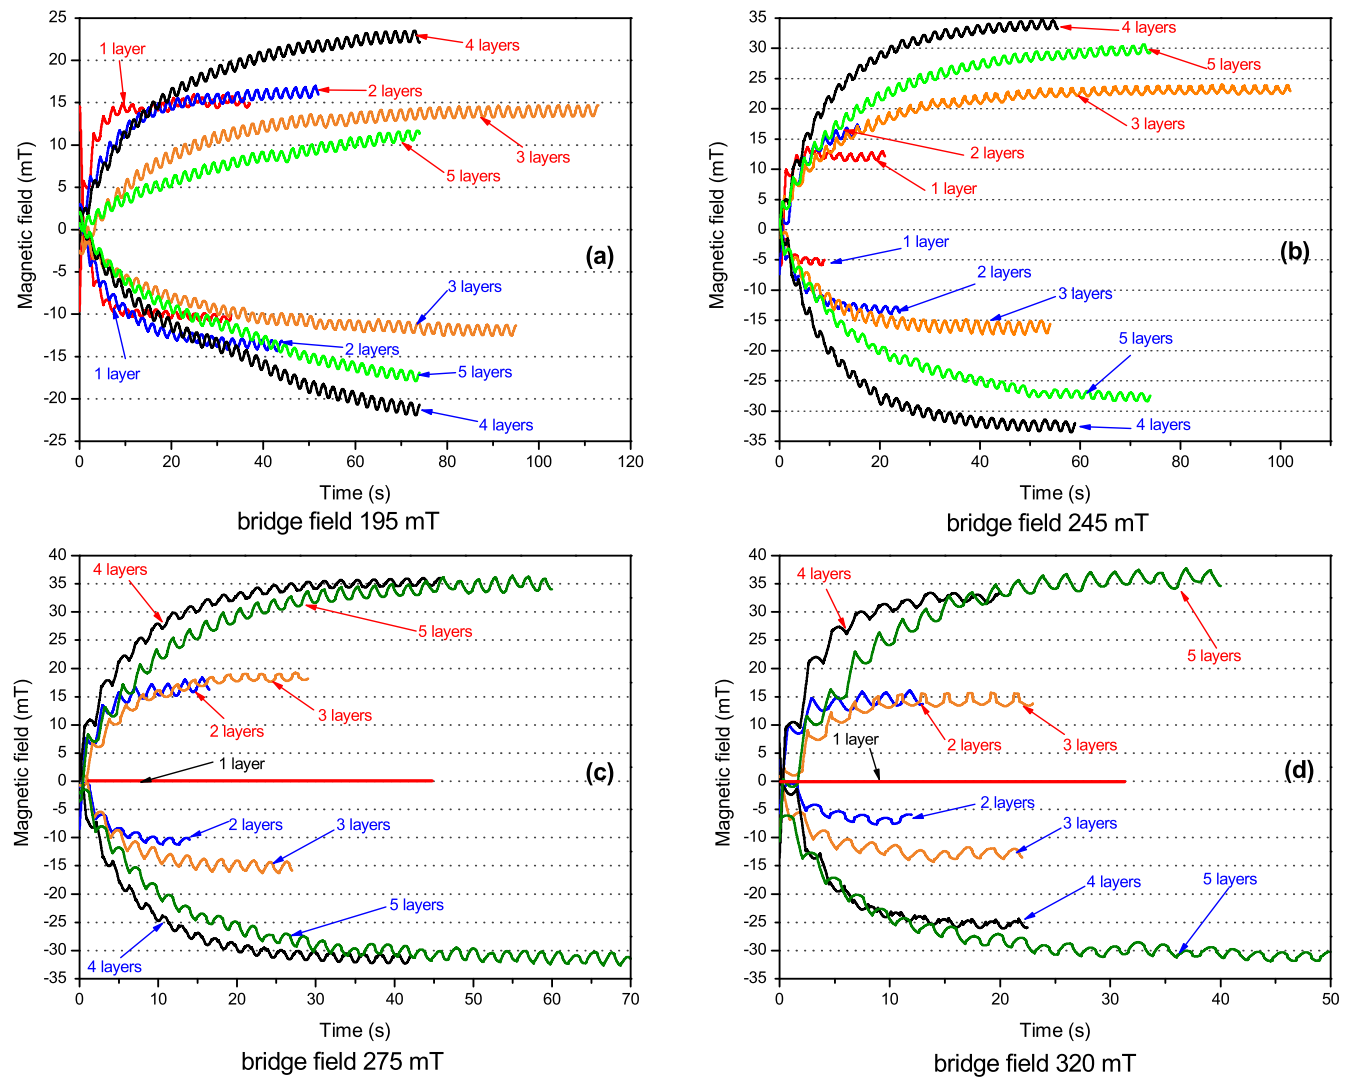 25
20
15
10
5
0
-5
-10
-15
-20
-25
Magnetic field (mT)
0 20 40 60 80 100 120
Time (s)
1 layer
4 layers
2 layers
3 layers
5 layers
(a)
3 layers
2 layers
1 layer
5 layers
4 layers
bridge field 195 mT
35
30
25
20
15
10
5
0
-5
-10
-15
-20
-25
-30
-35
Magnetic field (mT)
0 20 40 60 80 100
Time (s)
4 layers
5 layers
3 layers
2 layers
1 layer
(b)
1 layer
2 layers
3 layers
5 layers
4 layers
bridge field 245 mT
40
35
30
25
20
15
10
5
0
-5
-10
-15
-20
-25
-30
-35
Magnetic field (mT)
0 10 20 30 40 50 60 70
Time (s)
4 layers
5 layers
3 layers
2 layers
1 layer
(c)
2 layers
3 layers
5 layers
4 layers
bridge field 275 mT
40
35
30
25
20
15
10
5
0
-5
-10
-15
-20
-25
-30
-35
Magnetic field (mT)
0 10 20 30 40 50
Time (s)
4 layers
5 layers
1 layer
2 layers
3 layers
(d)
2 layers
3 layers
4 layers
5 layers
bridge field 320 mT